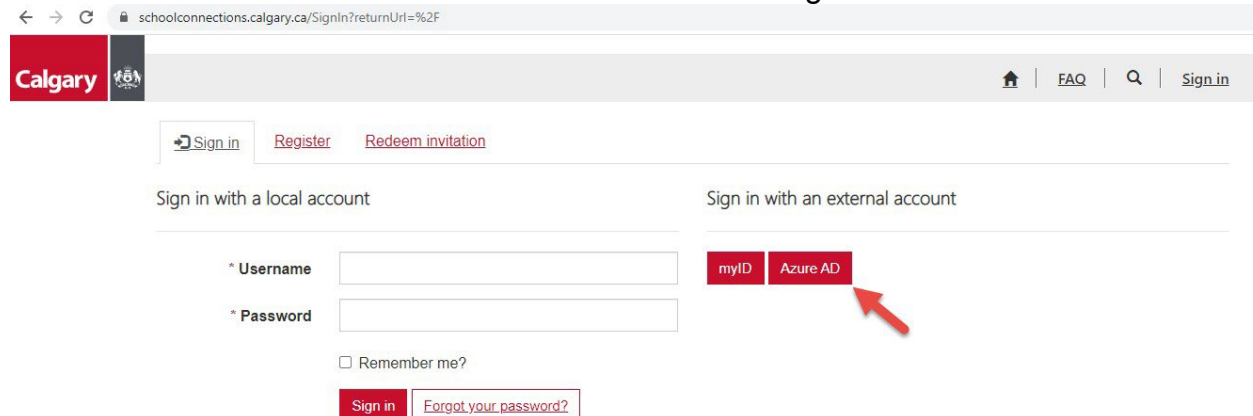 schoolconnections.calgary.ca/SignIn?returnUrl=%2F
Calgary
FAQ Sign in
Sign in Register Redeem invitation
Sign in with a local account Sign in with an external account
* Username myID Azure AD
* Password
Remember me?
Sign in Forgot your password?